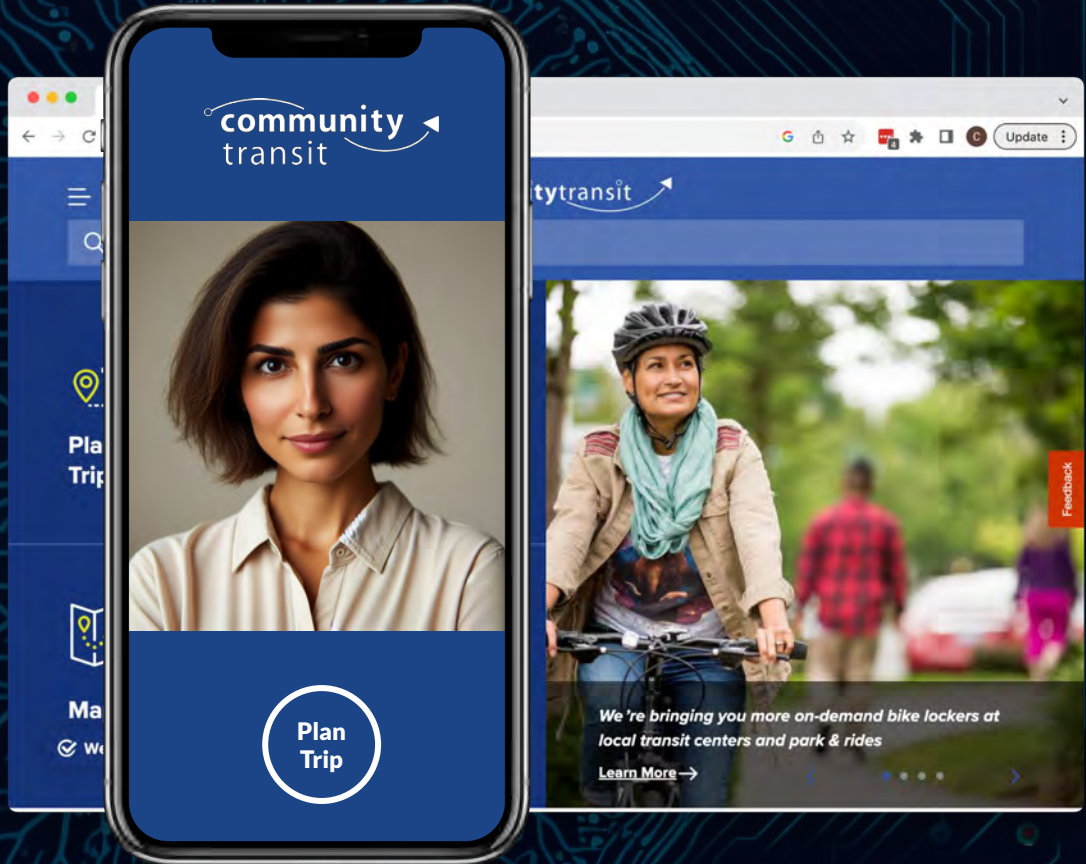 community
transit
Plan
Trip
C
4
C
Update
tytransit
Pla
Trip
Ma
We
Feedback
We're bringing you more on-demand bike lockers at
local transit centers and park & rides
Learn More